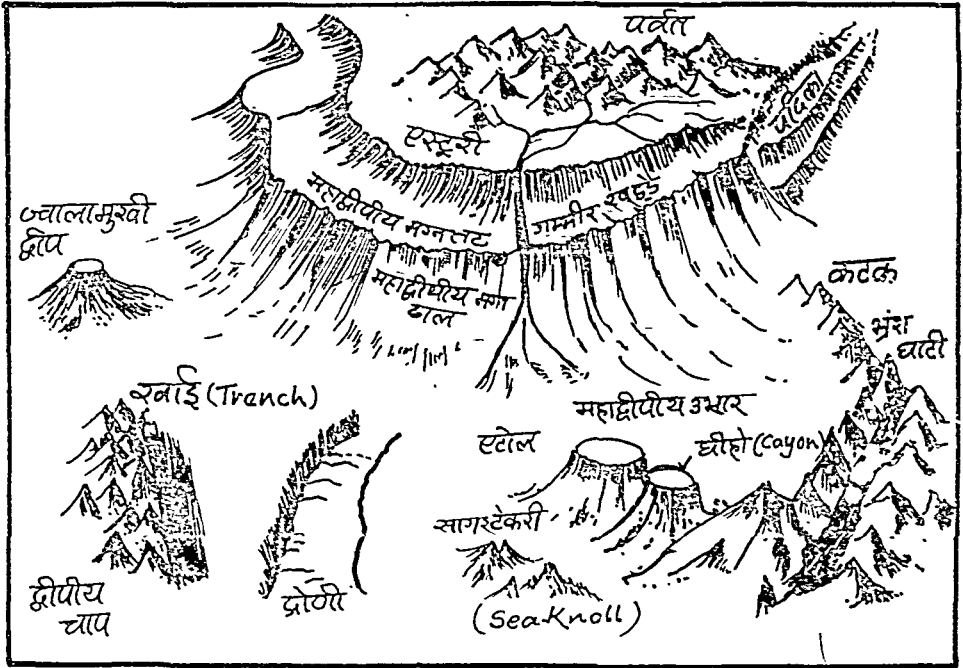 पर्वत
एस्टूरी
महाद्वीपीय मग्नतट
गम्भीर खड्ड
ज्वालामुखी
द्वीप
महाद्वीपीय मग्न
ढाल
कटक
भ्रंश
घाटी
खाई (Trench)
महाद्वीपीय उभार
एटोल
घीहो (Cayon)
सागरटेकरी
(Sea Knoll)
द्वीपीय
चाप
द्रोणी